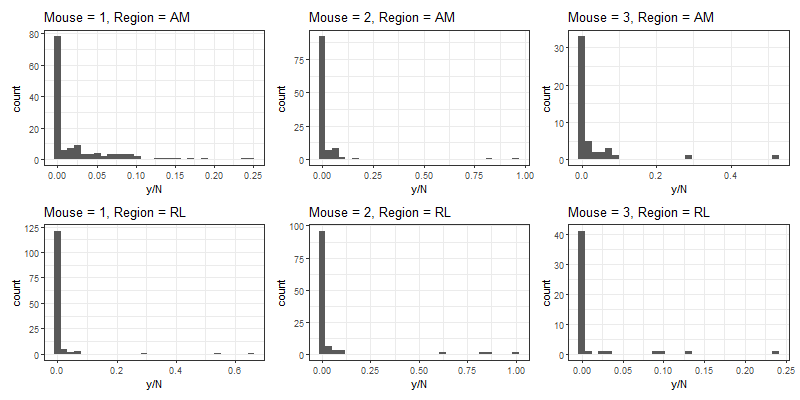 Mouse = 1, Region = AM
80
60
40
20
0
count
0.00 0.05 0.10 0.15 0.20 0.25
y/N
Mouse = 2, Region = AM
75
50
25
0
count
0.00 0.25 0.50 0.75 1.00
y/N
Mouse = 3, Region = AM
30
20
10
0
count
0.0 0.2 0.4
y/N
Mouse = 1, Region = RL
125
100
75
50
25
0
count
0.0 0.2 0.4 0.6
y/N
Mouse = 2, Region = RL
100
75
50
25
0
count
0.00 0.25 0.50 0.75 1.00
y/N
Mouse = 3, Region = RL
40
30
20
10
0
count
0.00 0.05 0.10 0.15 0.20 0.25
y/N